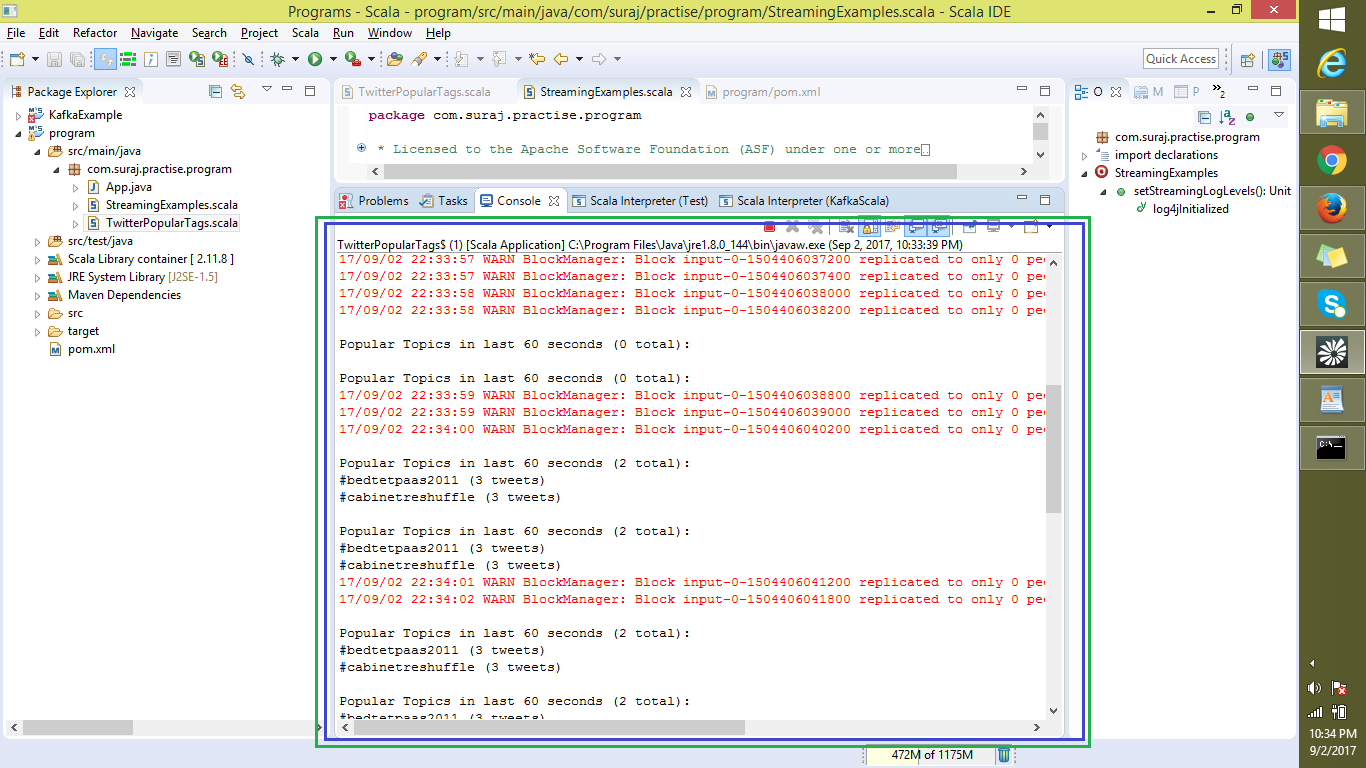 Programs - Scala - program/src/main/java/com/suraj/practise/program/StreamingExamples.scala - Scala IDE
File Edit Refactor Navigate Search Project Scala Run Window Help
Quick Access
Package Explorer
KafkaExample
program
src/main/java
com.suraj.practise.program
App.java
StreamingExamples.scala
TwitterPopularTags.scala
src/test/java
Scala Library container [ 2.11.8 ]
JRE System Library [J2SE-1.5]
Maven Dependencies
src
target
pom.xml
TwitterPopularTags.scala StreamingExamples.scala program/pom.xml
package com.suraj.practise.program
* Licensed to the Apache Software Foundation (ASF) under one or more
Problems Tasks Console Scala Interpreter (Test) Scala Interpreter (KafkaScala)
TwitterPopularTags$ (1) [Scala Application] C:\Program Files\Java\jre1.8.0_144\bin\javaw.exe (Sep 2, 2017, 10:33:39 PM)
17/09/02 22:33:57 WARN BlockManager: Block input-0-1504406037200 replicated to only 0 pee
17/09/02 22:33:57 WARN BlockManager: Block input-0-1504406037400 replicated to only 0 pee
17/09/02 22:33:58 WARN BlockManager: Block input-0-1504406038000 replicated to only 0 pee
17/09/02 22:33:58 WARN BlockManager: Block input-0-1504406038200 replicated to only 0 pee
Popular Topics in last 60 seconds (0 total):
Popular Topics in last 60 seconds (0 total):
17/09/02 22:33:59 WARN BlockManager: Block input-0-1504406038800 replicated to only 0 pee
17/09/02 22:33:59 WARN BlockManager: Block input-0-1504406039000 replicated to only 0 pee
17/09/02 22:34:00 WARN BlockManager: Block input-0-1504406040200 replicated to only 0 pee
Popular Topics in last 60 seconds (2 total):
#bedtetpaas2011 (3 tweets)
#cabinetreshuffle (3 tweets)
Popular Topics in last 60 seconds (2 total):
#bedtetpaas2011 (3 tweets)
#cabinetreshuffle (3 tweets)
17/09/02 22:34:01 WARN BlockManager: Block input-0-1504406041200 replicated to only 0 pee
17/09/02 22:34:02 WARN BlockManager: Block input-0-1504406041800 replicated to only 0 pee
Popular Topics in last 60 seconds (2 total):
#bedtetpaas2011 (3 tweets)
#cabinetreshuffle (3 tweets)
Popular Topics in last 60 seconds (2 total):
#bedtetpaas2011 (3 tweets)
O M P »2
com.suraj.practise.program
import declarations
StreamingExamples
setStreamingLogLevels(): Unit
log4jInitialized
472M of 1175M
10:34 PM
9/2/2017